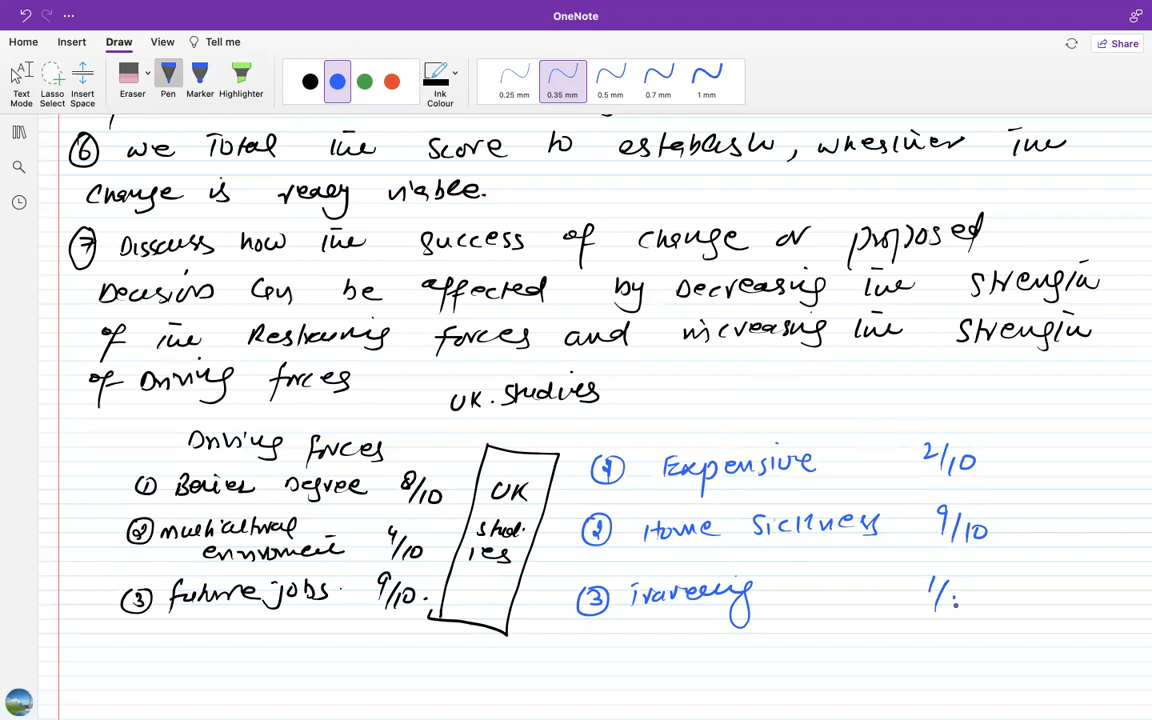 OneNote
Home Insert Draw View Tell me
Share
Text Mode
Lasso Select
Insert Space
Eraser
Pen
Marker
Highlighter
Ink Colour
0.25 mm
0.35 mm
0.5 mm
0.7 mm
1 mm
⑥ we Total the score to establish, whether the
change is really viable.
⑦ Disscuss how the success of change or proposed
Decision can be affected by Decreasing the strength
of the Restraining forces and increasing the strength
of Driving forces
UK. studies
Driving forces
① Better Degree 8/10
② multicultural
environment 4/10
③ future jobs. 9/10.
UK
stud-
ies
① Expensive 2/10
② Home Sickness 9/10
③ Travelling 1/